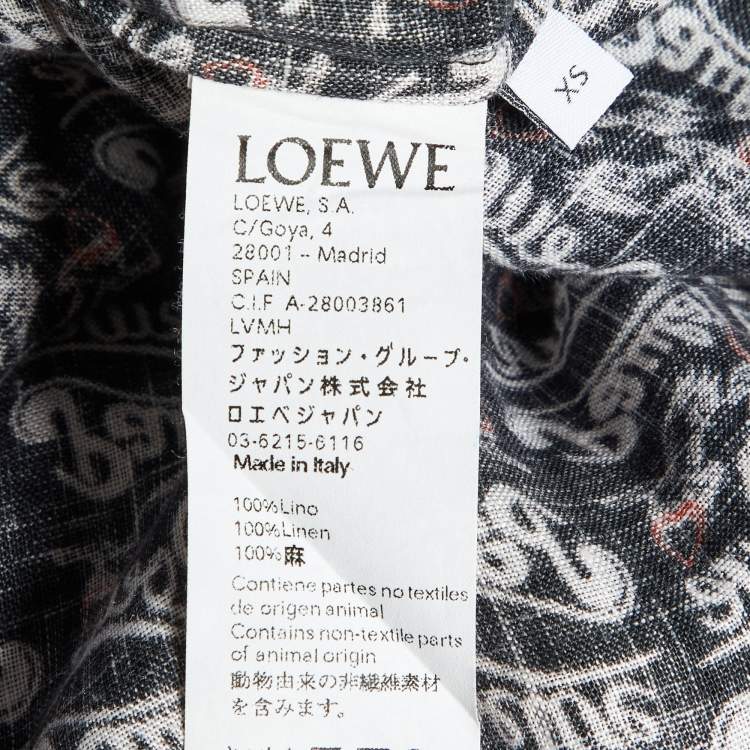 XS
LOEWE
LOEWE, S.A.
C/Goya, 4
28001 – Madrid
SPAIN
C.I.F A-28003861
LVMH
ファッション・グループ・
ジャパン株式会社
ロエベジャパン
03-6215-6116
Made in Italy
100%Lino
100%Linen
100%麻
Contiene partes no textiles
de origen animal
Contains non-textile parts
of animal origin
動物由来の非繊維素材
を含みます。